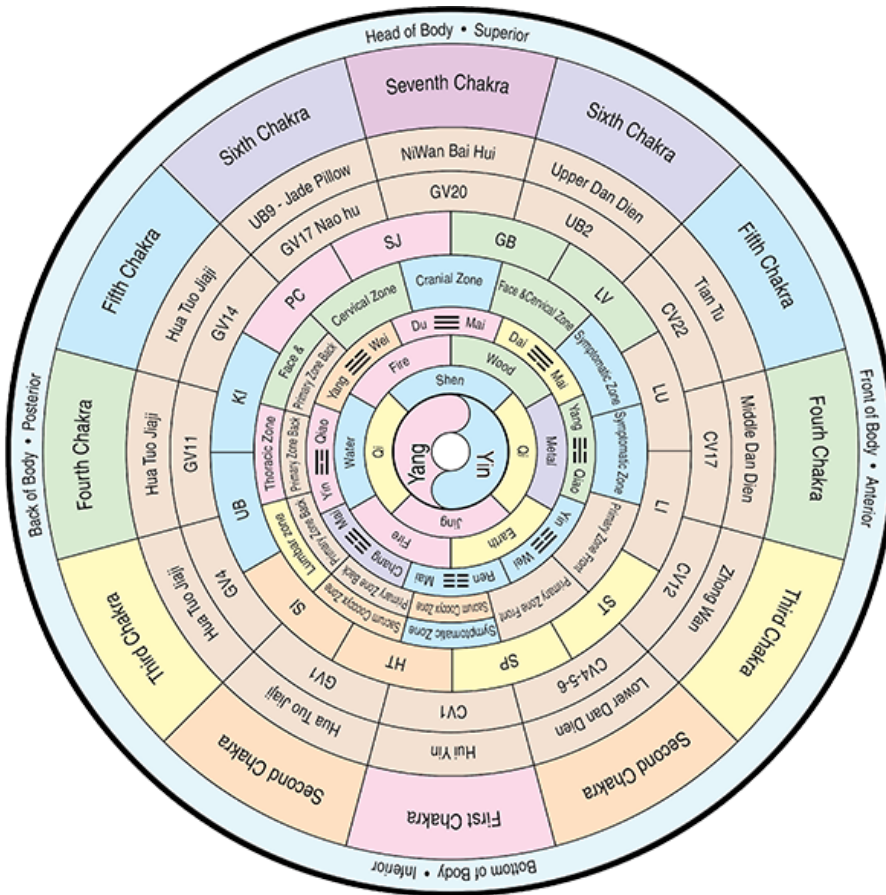 Head of Body • Superior
Front of Body • Anterior
Bottom of Body • Inferior
Back of Body • Posterior
Seventh Chakra
Sixth Chakra
Fifth Chakra
Fourh Chakra
Third Chakra
Second Chakra
First Chakra
Second Chakra
Third Chakra
Fourth Chakra
Fifth Chakra
Sixth Chakra
NiWan Bai Hui
Upper Dan Dien
Tian Tu
Middle Dan Dien
Zhong Wan
Lower Dan Dien
Hui Yin
Hua Tuo Jiaji
Hua Tuo Jiaji
Hua Tuo Jiaji
Hua Tuo Jiaji
UB9 - Jade Pillow
GV20
UB2
CV22
CV17
CV12
CV4-5-6
CV1
GV1
GV4
GV11
GV14
GV17 Nao hu
SJ
GB
LV
LU
LI
ST
SP
HT
SI
UB
KI
PC
Cranial Zone
Face & Cervical Zone
Symptomatic Zone
Symptomatic Zone
Primary Zone Front
Primary Zone Front
Sacrum Coccyx Zone
Symptomatic Zone
Sacrum Coccyx Zone
Primary Zone Back
Lumbar zone
Primary Zone Back
Thoracic Zone
Primary Zone Back
Face &
Primary Zone Back
Cervical Zone
Du Mai
Dai Mai
Yang Qiao
Yin Wei
Ren Mai
Chang Mai
Yin Qiao
Yang Wei
Fire
Wood
Metal
Earth
Fire
Water
Shen
Qi
Jing
Qi
Yang
Yin